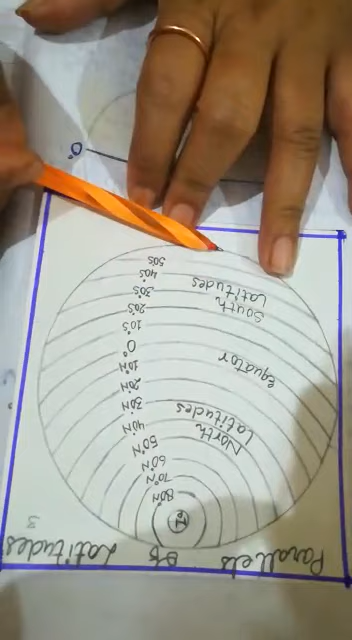 Parallels of Latitudes
3
N.P
80°N
70°N
60°N
50°N
40°N
30°N
20°N
10°N
0°
10°S
20°S
30°S
40°S
50°S
North
Latitudes
Equator
South
Latitudes
0°